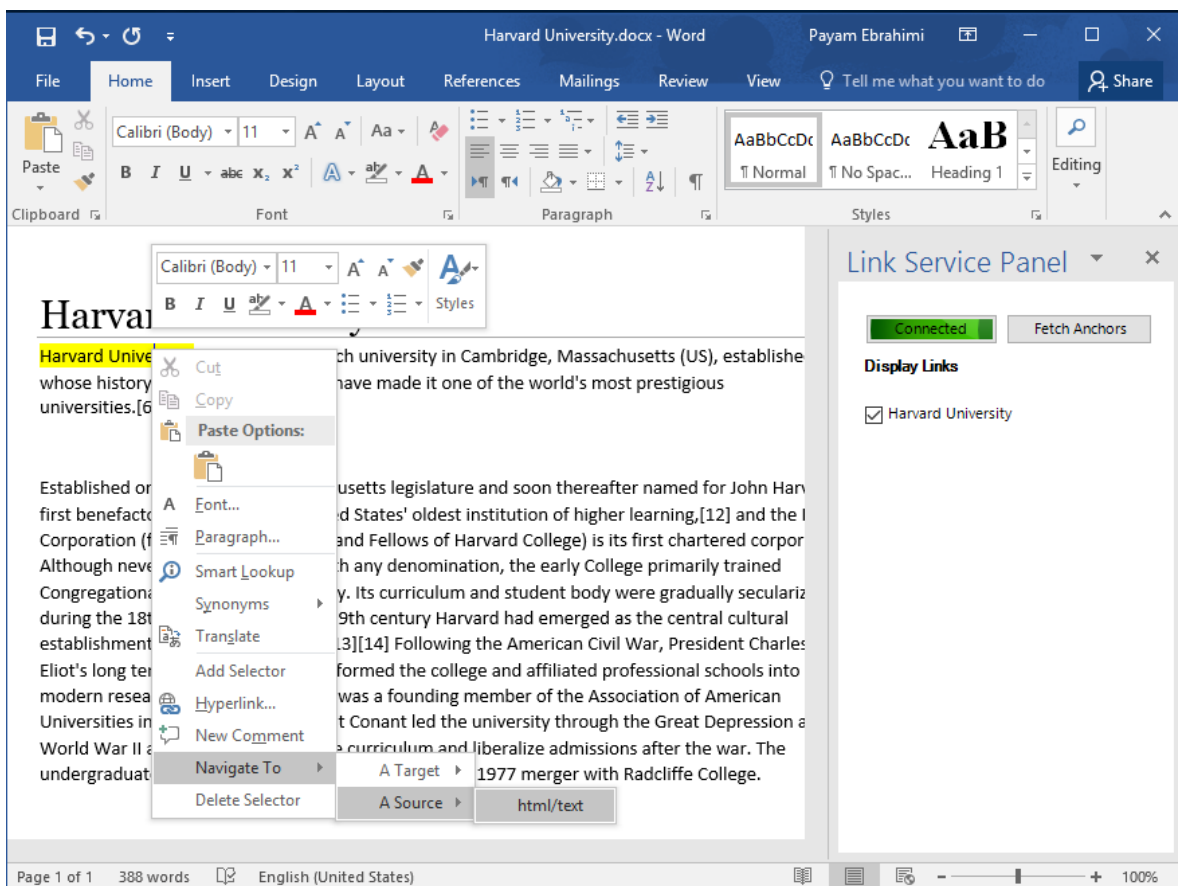 Harvard University.docx - Word
Payam Ebrahimi
File Home Insert Design Layout References Mailings Review View Tell me what you want to do Share
Paste
Calibri (Body) 11 A A Aa
B I U abc x₂ x² A aby A
AaBbCcDc AaBbCcDc AaB
¶ Normal ¶ No Spac... Heading 1
Editing
Clipboard Font Paragraph Styles
Calibri (Body) 11 A A
B I U aby A Styles
Link Service Panel
Connected Fetch Anchors
Display Links
Harvard University
Harvard Unive ch university in Cambridge, Massachusetts (US), establishe
whose history have made it one of the world's most prestigious
universities.[6
Established or usetts legislature and soon thereafter named for John Harv
first benefacto d States' oldest institution of higher learning,[12] and the
Corporation (f and Fellows of Harvard College) is its first chartered corpor
Although neve h any denomination, the early College primarily trained
Congregationa y. Its curriculum and student body were gradually seculariz
during the 18t 9th century Harvard had emerged as the central cultural
establishment 13][14] Following the American Civil War, President Charles
Eliot's long ter formed the college and affiliated professional schools into
modern resea was a founding member of the Association of American
Universities in t Conant led the university through the Great Depression a
World War II a e curriculum and liberalize admissions after the war. The
undergraduat 1977 merger with Radcliffe College.
Cut
Copy
Paste Options:
Font...
Paragraph...
Smart Lookup
Synonyms
Translate
Add Selector
Hyperlink...
New Comment
Navigate To
Delete Selector
A Target
A Source
html/text
Page 1 of 1 388 words English (United States) 100%